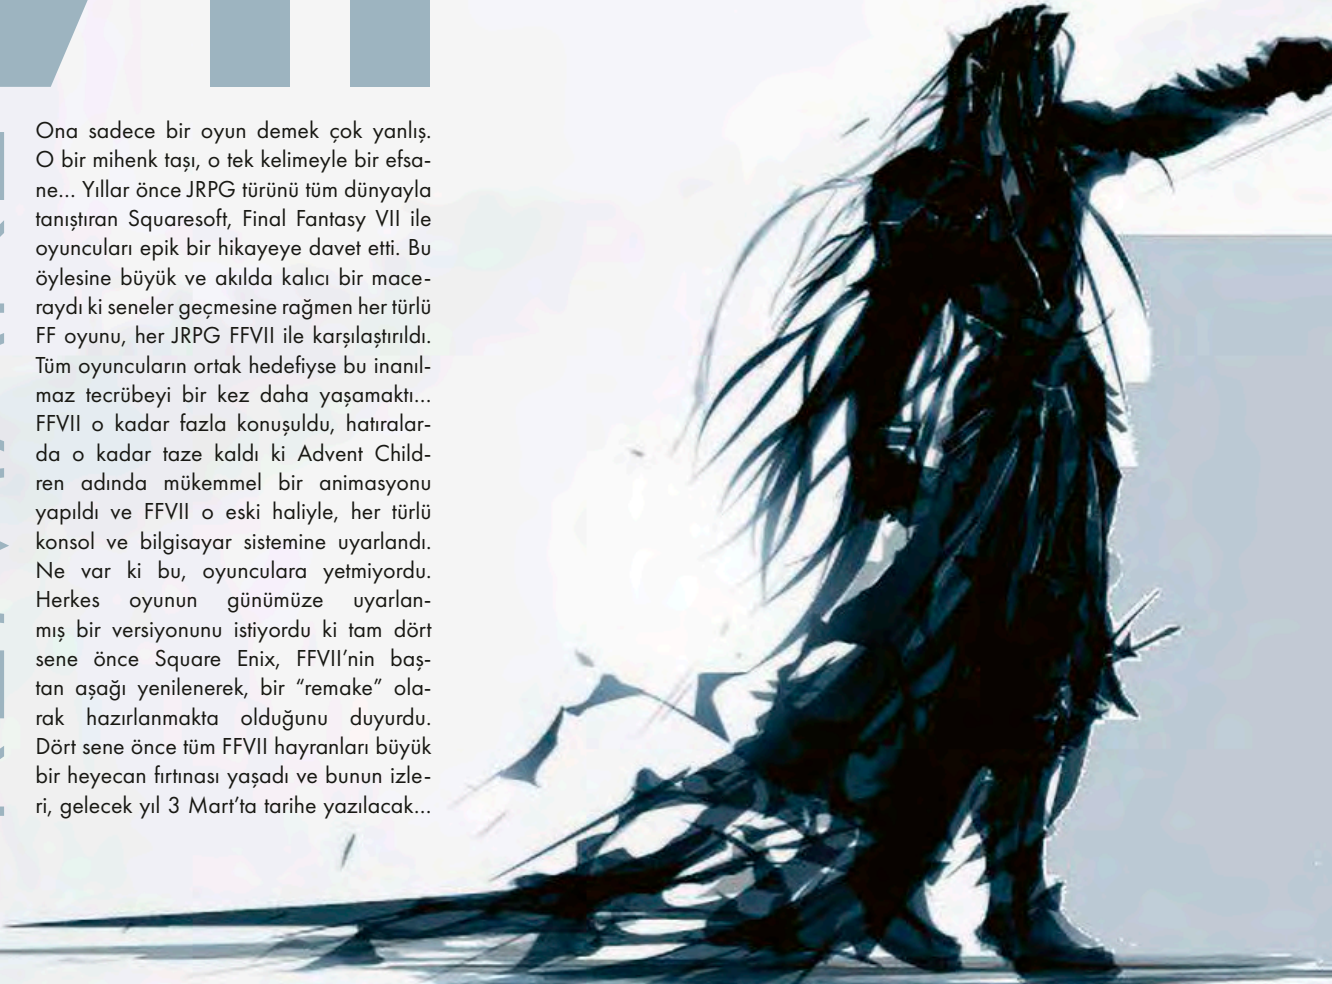 VII
Ona sadece bir oyun demek çok yanlış.
O bir mihenk taşı, o tek kelimeyle bir efsa-
ne... Yıllar önce JRPG türünü tüm dünyayla
tanıştıran Squaresoft, Final Fantasy VII ile
oyuncuları epik bir hikayeye davet etti. Bu
öylesine büyük ve akılda kalıcı bir mace-
raydı ki seneler geçmesine rağmen her türlü
FF oyunu, her JRPG FFVII ile karşılaştırıldı.
Tüm oyuncuların ortak hedefiyse bu inanıl-
maz tecrübeyi bir kez daha yaşamaktı...
FFVII o kadar fazla konuşuldu, hatıralar-
da o kadar taze kaldı ki Advent Child-
ren adında mükemmel bir animasyonu
yapıldı ve FFVII o eski haliyle, her türlü
konsol ve bilgisayar sistemine uyarlandı.
Ne var ki bu, oyunculara yetmiyordu.
Herkes oyunun günümüze uyarlan-
mış bir versiyonunu istiyordu ki tam dört
sene önce Square Enix, FFVII’nin baş-
tan aşağı yenilenerek, bir “remake” ola-
rak hazırlanmakta olduğunu duyurdu.
Dört sene önce tüm FFVII hayranları büyük
bir heyecan fırtınası yaşadı ve bunun izle-
ri, gelecek yıl 3 Mart’ta tarihe yazılacak...